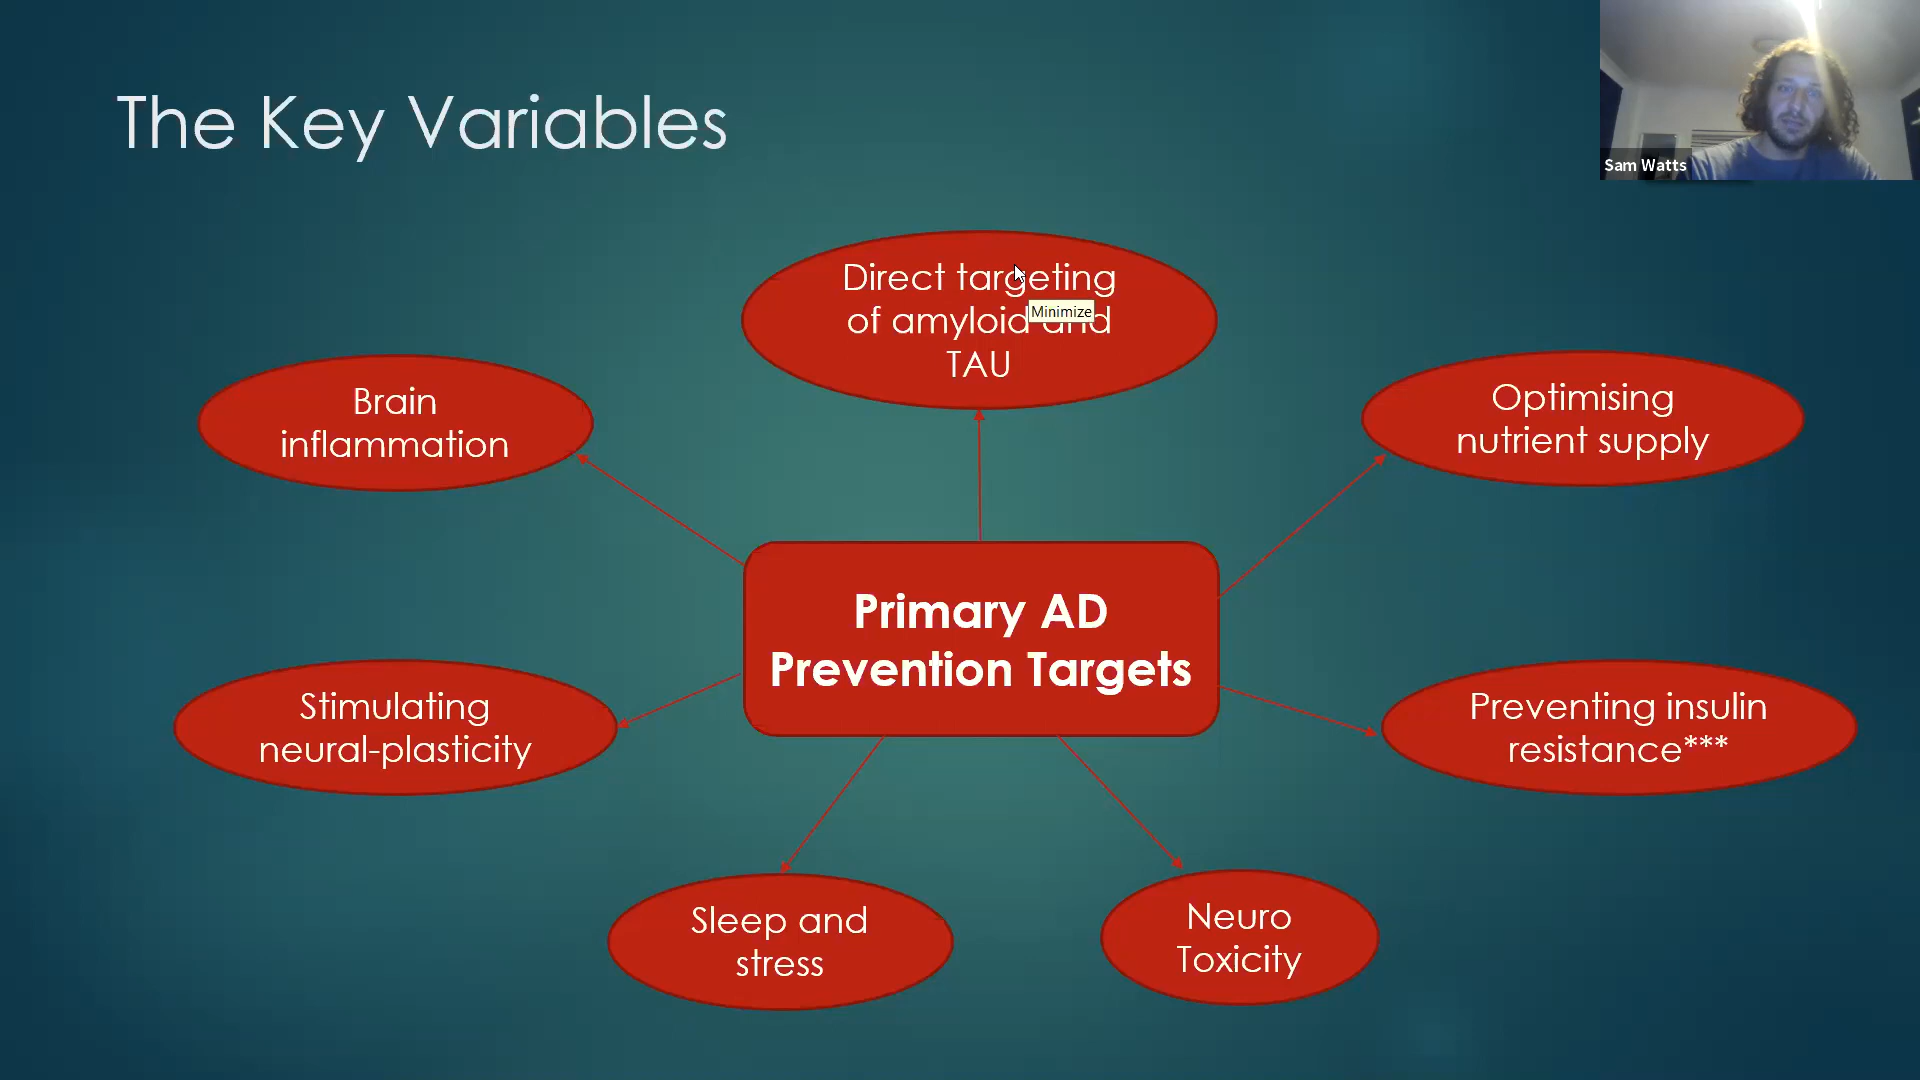 The Key Variables
Sam Watts
Direct targeting
of amyloid and
TAU
Minimize
Brain
inflammation
Optimising
nutrient supply
Primary AD
Prevention Targets
Stimulating
neural-plasticity
Preventing insulin
resistance***
Sleep and
stress
Neuro
Toxicity